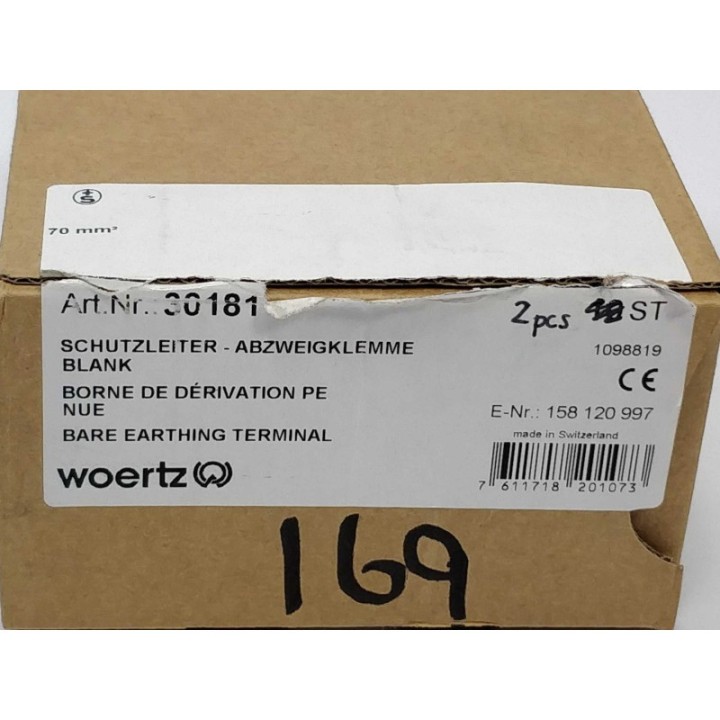 70 mm²
Art.Nr.: 30181
2pcs ST
SCHUTZLEITER - ABZWEIGKLEMME
BLANK
1098819
CE
BORNE DE DÉRIVATION PE
NUE
E-Nr.: 158 120 997
BARE EARTHING TERMINAL
made in Switzerland
woertz
7 611718 201073
169